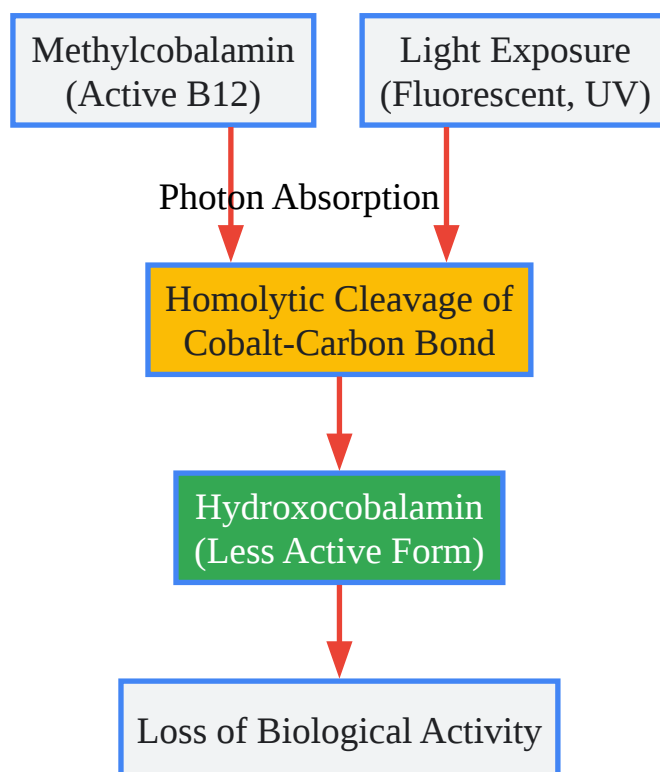 Methylcobalamin
(Active B12)
Light Exposure
(Fluorescent, UV)
Photon Absorption
Homolytic Cleavage of
Cobalt-Carbon Bond
Hydroxocobalamin
(Less Active Form)
Loss of Biological Activity